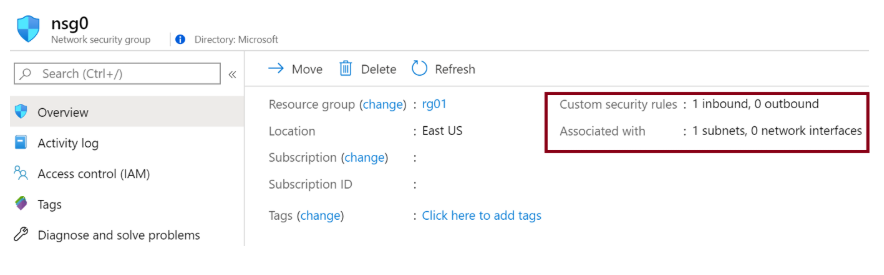 nsg0
Network security group Directory: Microsoft
Search (Ctrl+/) «
Overview
Activity log
Access control (IAM)
Tags
Diagnose and solve problems
Move Delete Refresh
Resource group (change) : rg01
Location : East US
Subscription (change) :
Subscription ID :
Tags (change) : Click here to add tags
Custom security rules : 1 inbound, 0 outbound
Associated with : 1 subnets, 0 network interfaces